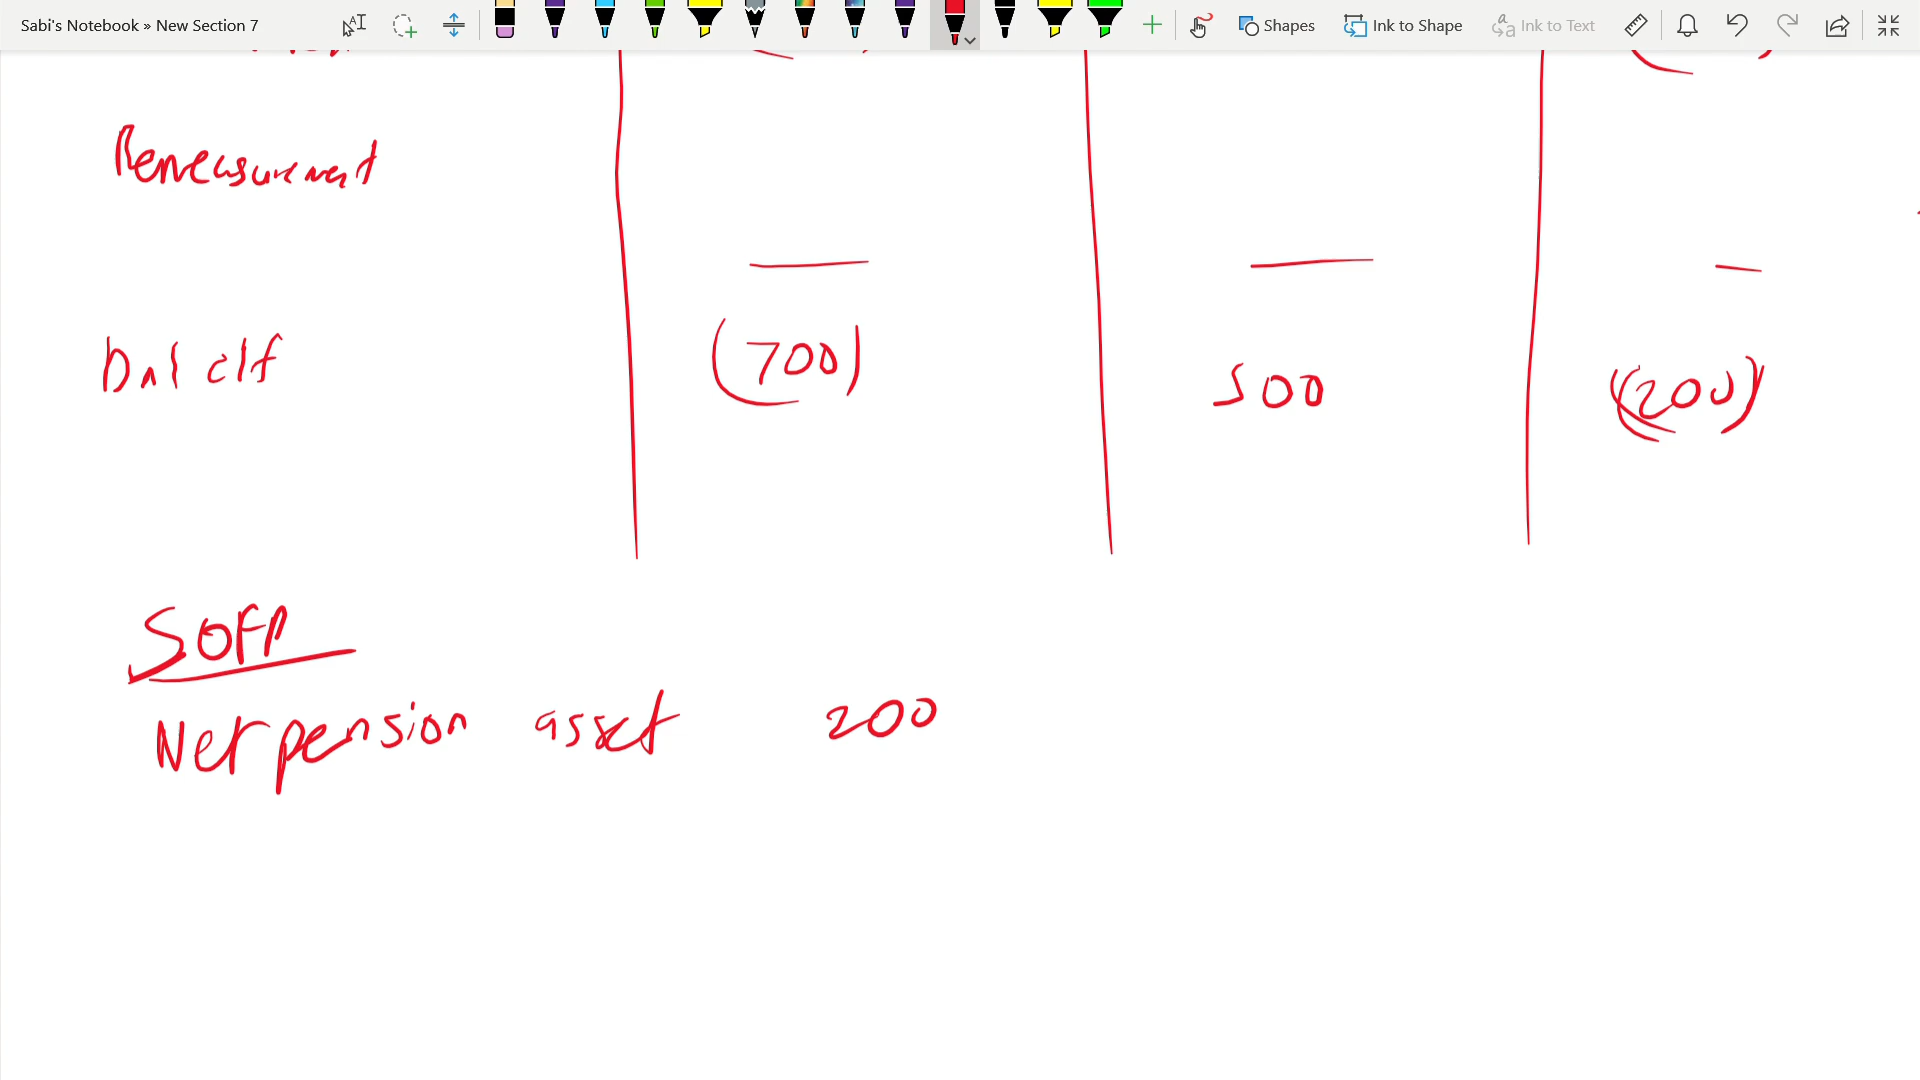 Sabi's Notebook » New Section 7 Shapes Ink to Shape Ink to Text
Remeasurement
Bal c/f (700) 500 (200)
SOFP
Net pension asset 200